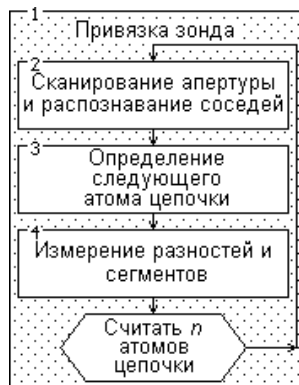 1
Привязка зонда
2
Сканирование апертуры
и распознавание соседей
3
Определение
следующего
атома цепочки
4
Измерение разностей и
сегментов
Считать n
атомов
цепочки